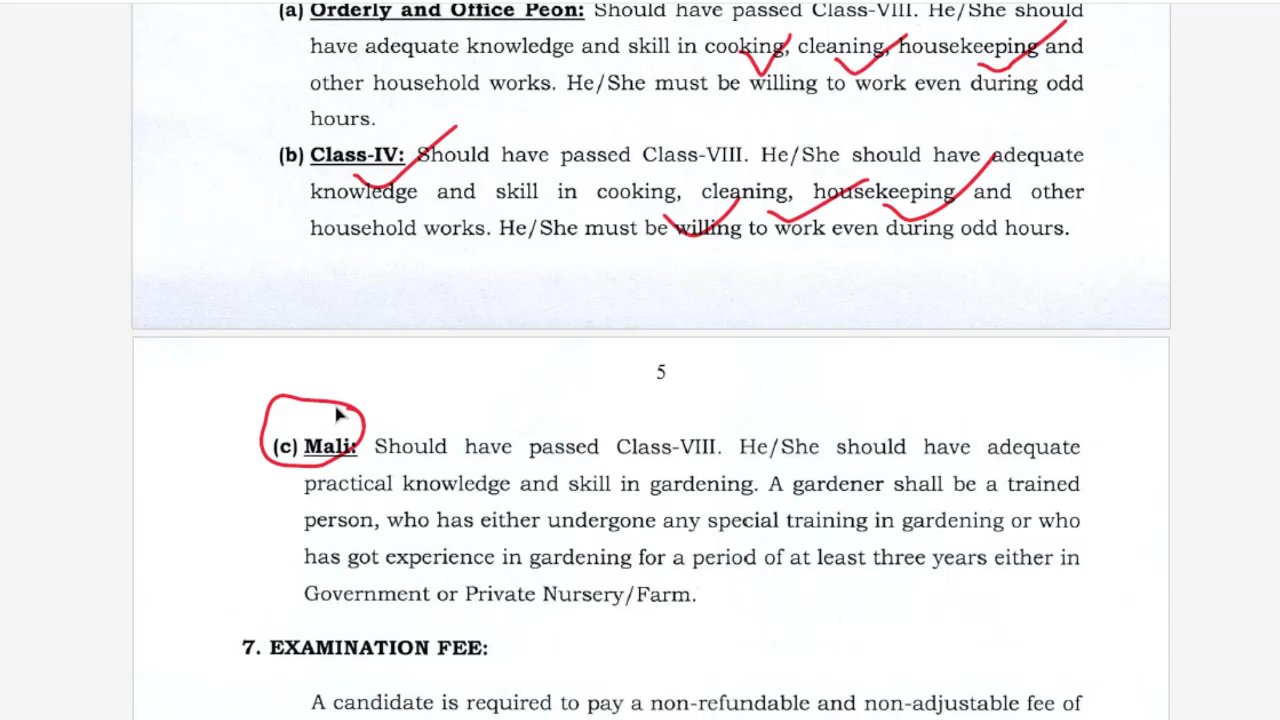 (a) Orderly and Office Peon: Should have passed Class-VIII. He/She should
have adequate knowledge and skill in cooking, cleaning, housekeeping and
other household works. He/She must be willing to work even during odd
hours.
(b) Class-IV: Should have passed Class-VIII. He/She should have adequate
knowledge and skill in cooking, cleaning, housekeeping and other
household works. He/She must be willing to work even during odd hours.
5
(c) Mali: Should have passed Class-VIII. He/She should have adequate
practical knowledge and skill in gardening. A gardener shall be a trained
person, who has either undergone any special training in gardening or who
has got experience in gardening for a period of at least three years either in
Government or Private Nursery/Farm.
7. EXAMINATION FEE:
A candidate is required to pay a non-refundable and non-adjustable fee of